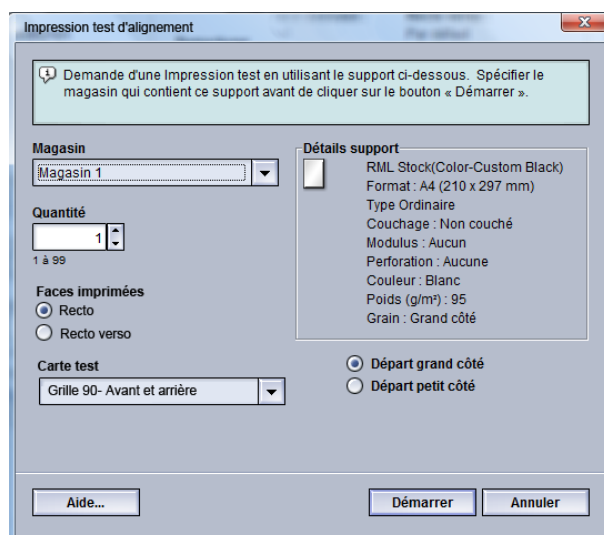 Impression test d'alignement
Demande d'une Impression test en utilisant le support ci-dessous. Spécifier le
magasin qui contient ce support avant de cliquer sur le bouton « Démarrer ».
Magasin
Magasin 1
Quantité
1
1 à 99
Faces imprimées
Recto
Recto verso
Carte test
Grille 90- Avant et arrière
Détails support
RML Stock(Color-Custom Black)
Format : A4 (210 x 297 mm)
Type Ordinaire
Couchage : Non couché
Modulus : Aucun
Perforation : Aucune
Couleur : Blanc
Poids (g/m²) : 95
Grain : Grand côté
Départ grand côté
Départ petit côté
Aide...
Démarrer
Annuler